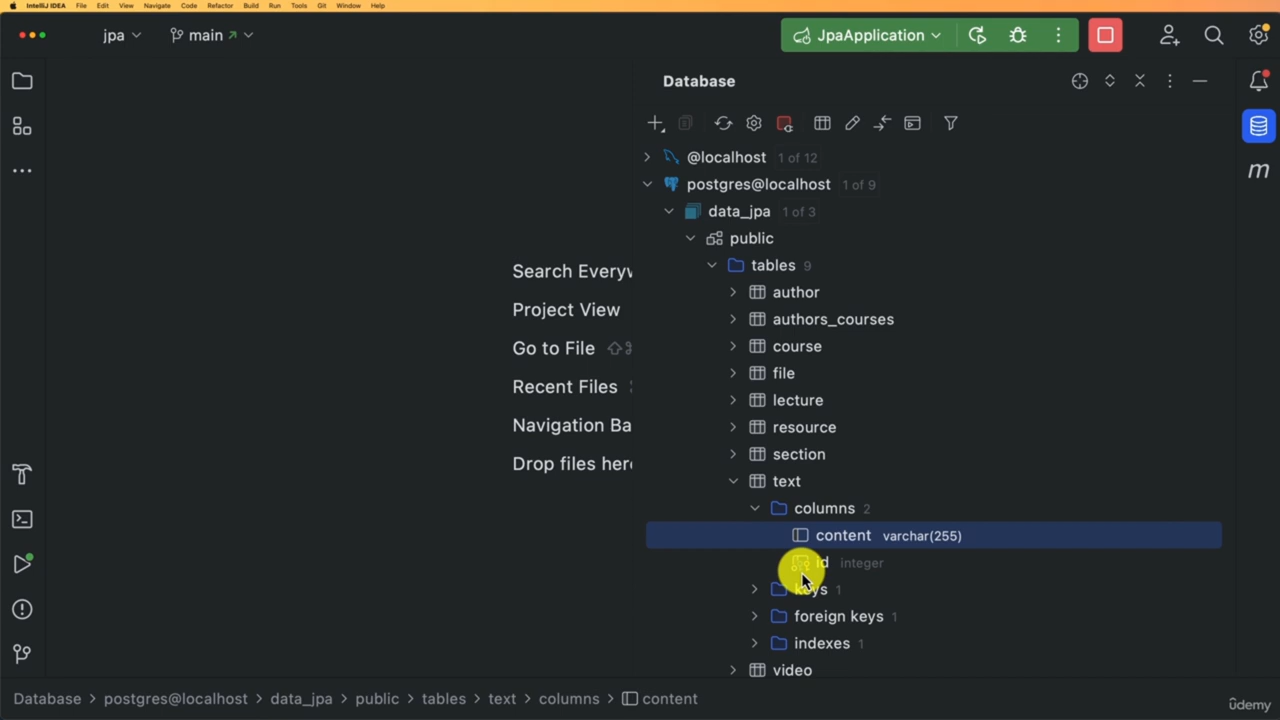 IntelliJ IDEA File Edit View Navigate Code Refactor Build Run Tools Git Window Help
jpa main JpaApplication
Database
@localhost 1 of 12
postgres@localhost 1 of 9
data_jpa 1 of 3
public
tables 9
author
authors_courses
course
file
lecture
resource
section
text
columns 2
content varchar(255)
id integer
keys 1
foreign keys 1
indexes 1
video
Search Everyw
Project View
Go to File ⇧⌘
Recent Files
Navigation Ba
Drop files here
m
Database > postgres@localhost > data_jpa > public > tables > text > columns > content
ûdemy